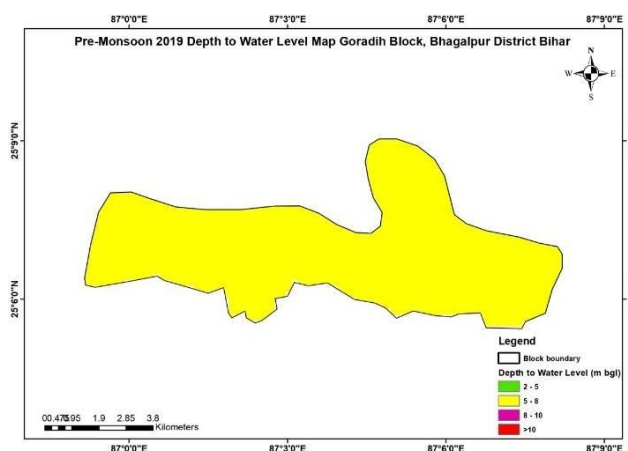 87°0'0"E 87°3'0"E 87°6'0"E 87°9'0"E
Pre-Monsoon 2019 Depth to Water Level Map Goradih Block, Bhagalpur District Bihar
N
W E
S
25°9'0"N
25°6'0"N
Legend
Block boundary
Depth to Water Level (m bgl)
2 - 5
5 - 8
8 - 10
>10
1.9 2.85 3.8
Kilometers
87°0'0"E 87°3'0"E 87°6'0"E 87°9'0"E